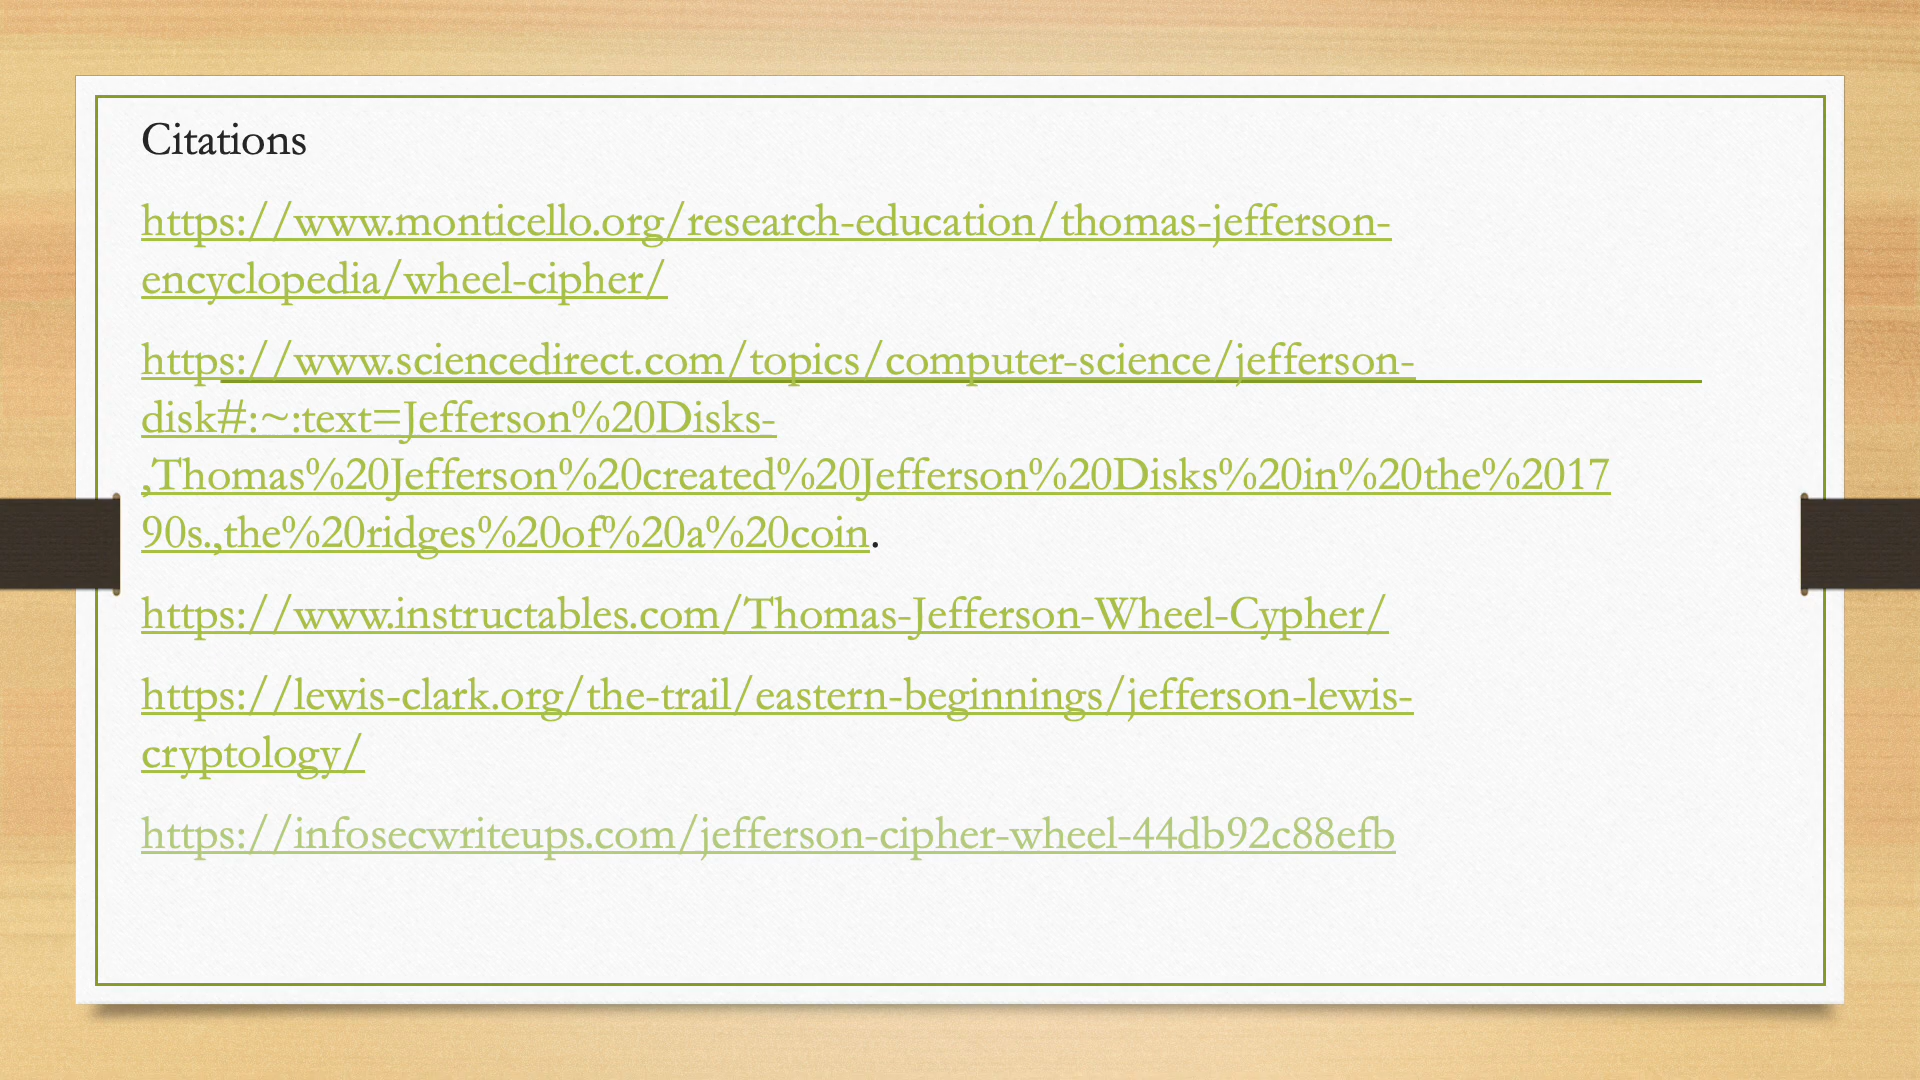 Citations
https://www.monticello.org/research-education/thomas-jefferson-
encyclopedia/wheel-cipher/
https://www.sciencedirect.com/topics/computer-science/jefferson-
disk#:~:text=Jefferson%20Disks-
,Thomas%20Jefferson%20created%20Jefferson%20Disks%20in%20the%2017
90s.,the%20ridges%20of%20a%20coin.
https://www.instructables.com/Thomas-Jefferson-Wheel-Cypher/
https://lewis-clark.org/the-trail/eastern-beginnings/jefferson-lewis-
cryptology/
https://infosecwriteups.com/jefferson-cipher-wheel-44db92c88efb